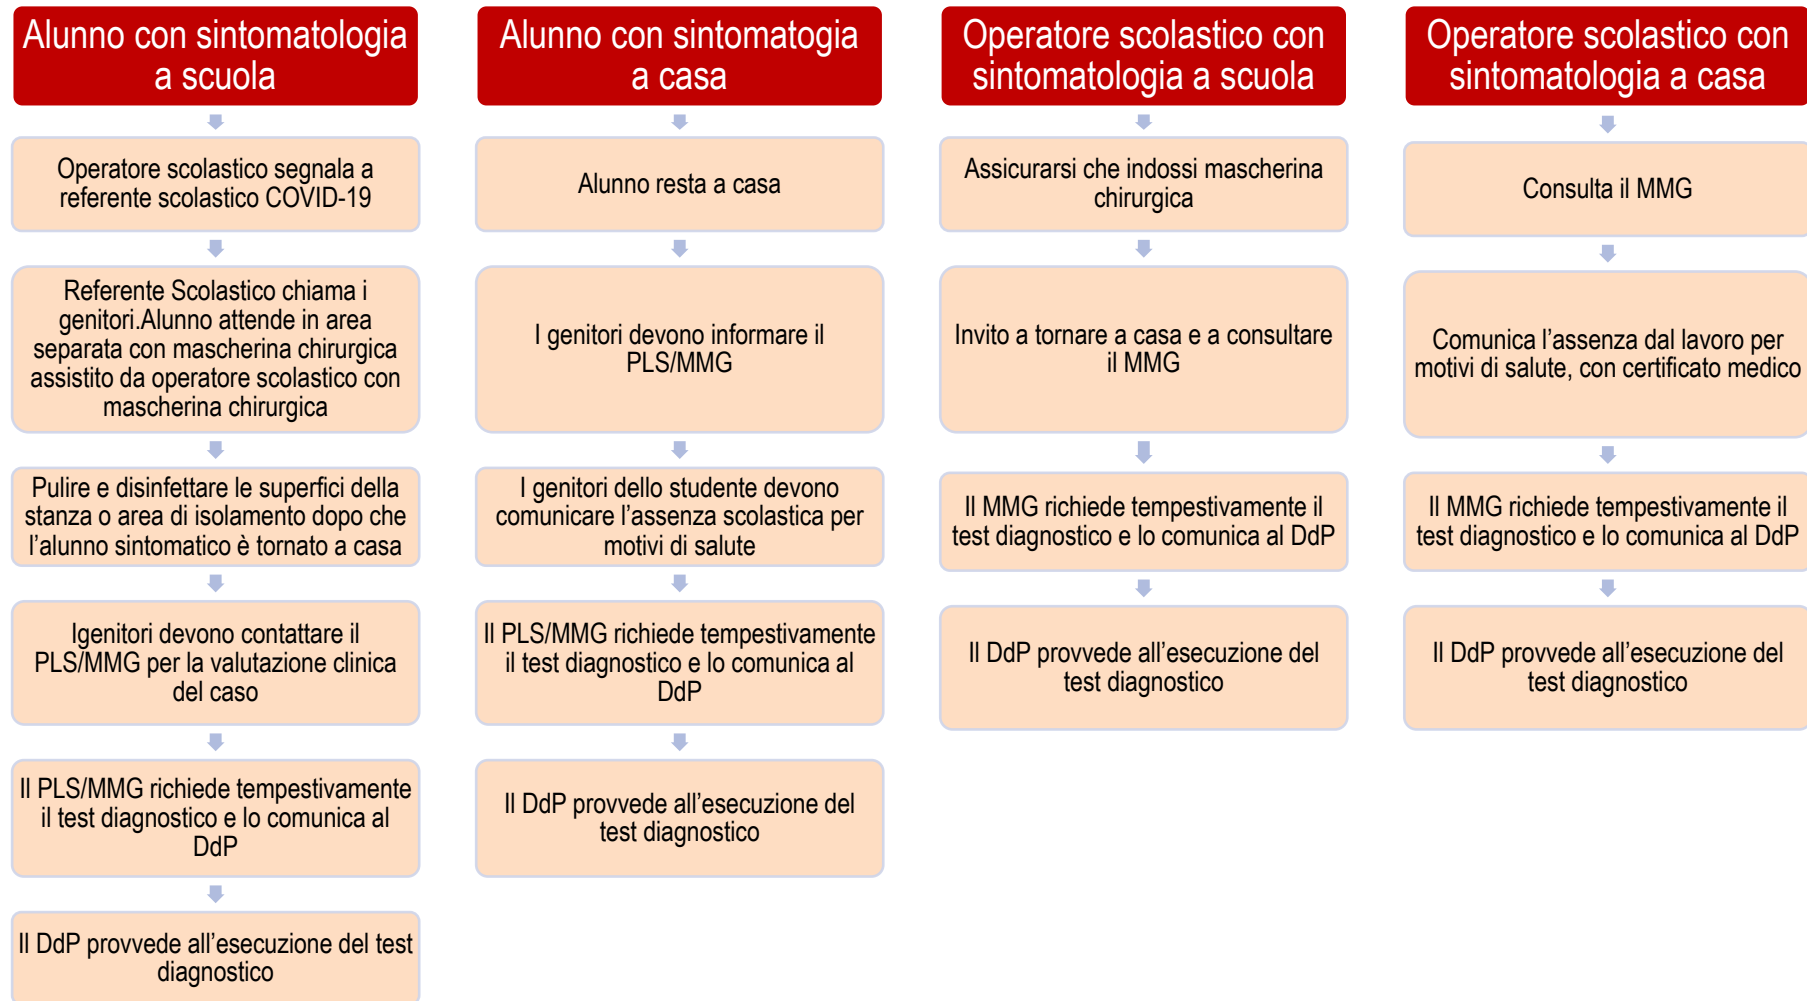 Alunno con sintomatologia
a scuola
Operatore scolastico segnala a
referente scolastico COVID-19
Referente Scolastico chiama i
genitori.Alunno attende in area
separata con mascherina chirurgica
assistito da operatore scolastico con
mascherina chirurgica
Pulire e disinfettare le superfici della
stanza o area di isolamento dopo che
l’alunno sintomatico è tornato a casa
Igenitori devono contattare il
PLS/MMG per la valutazione clinica
del caso
Il PLS/MMG richiede tempestivamente
il test diagnostico e lo comunica al
DdP
Il DdP provvede all’esecuzione del test
diagnostico
Alunno con sintomatogia
a casa
Alunno resta a casa
I genitori devono informare il
PLS/MMG
I genitori dello studente devono
comunicare l’assenza scolastica per
motivi di salute
Il PLS/MMG richiede tempestivamente
il test diagnostico e lo comunica al
DdP
Il DdP provvede all’esecuzione del
test diagnostico
Operatore scolastico con
sintomatologia a scuola
Assicurarsi che indossi mascherina
chirurgica
Invito a tornare a casa e a consultare
il MMG
Il MMG richiede tempestivamente il
test diagnostico e lo comunica al DdP
Il DdP provvede all’esecuzione del
test diagnostico
Operatore scolastico con
sintomatologia a casa
Consulta il MMG
Comunica l’assenza dal lavoro per
motivi di salute, con certificato medico
Il MMG richiede tempestivamente il
test diagnostico e lo comunica al DdP
Il DdP provvede all’esecuzione del
test diagnostico